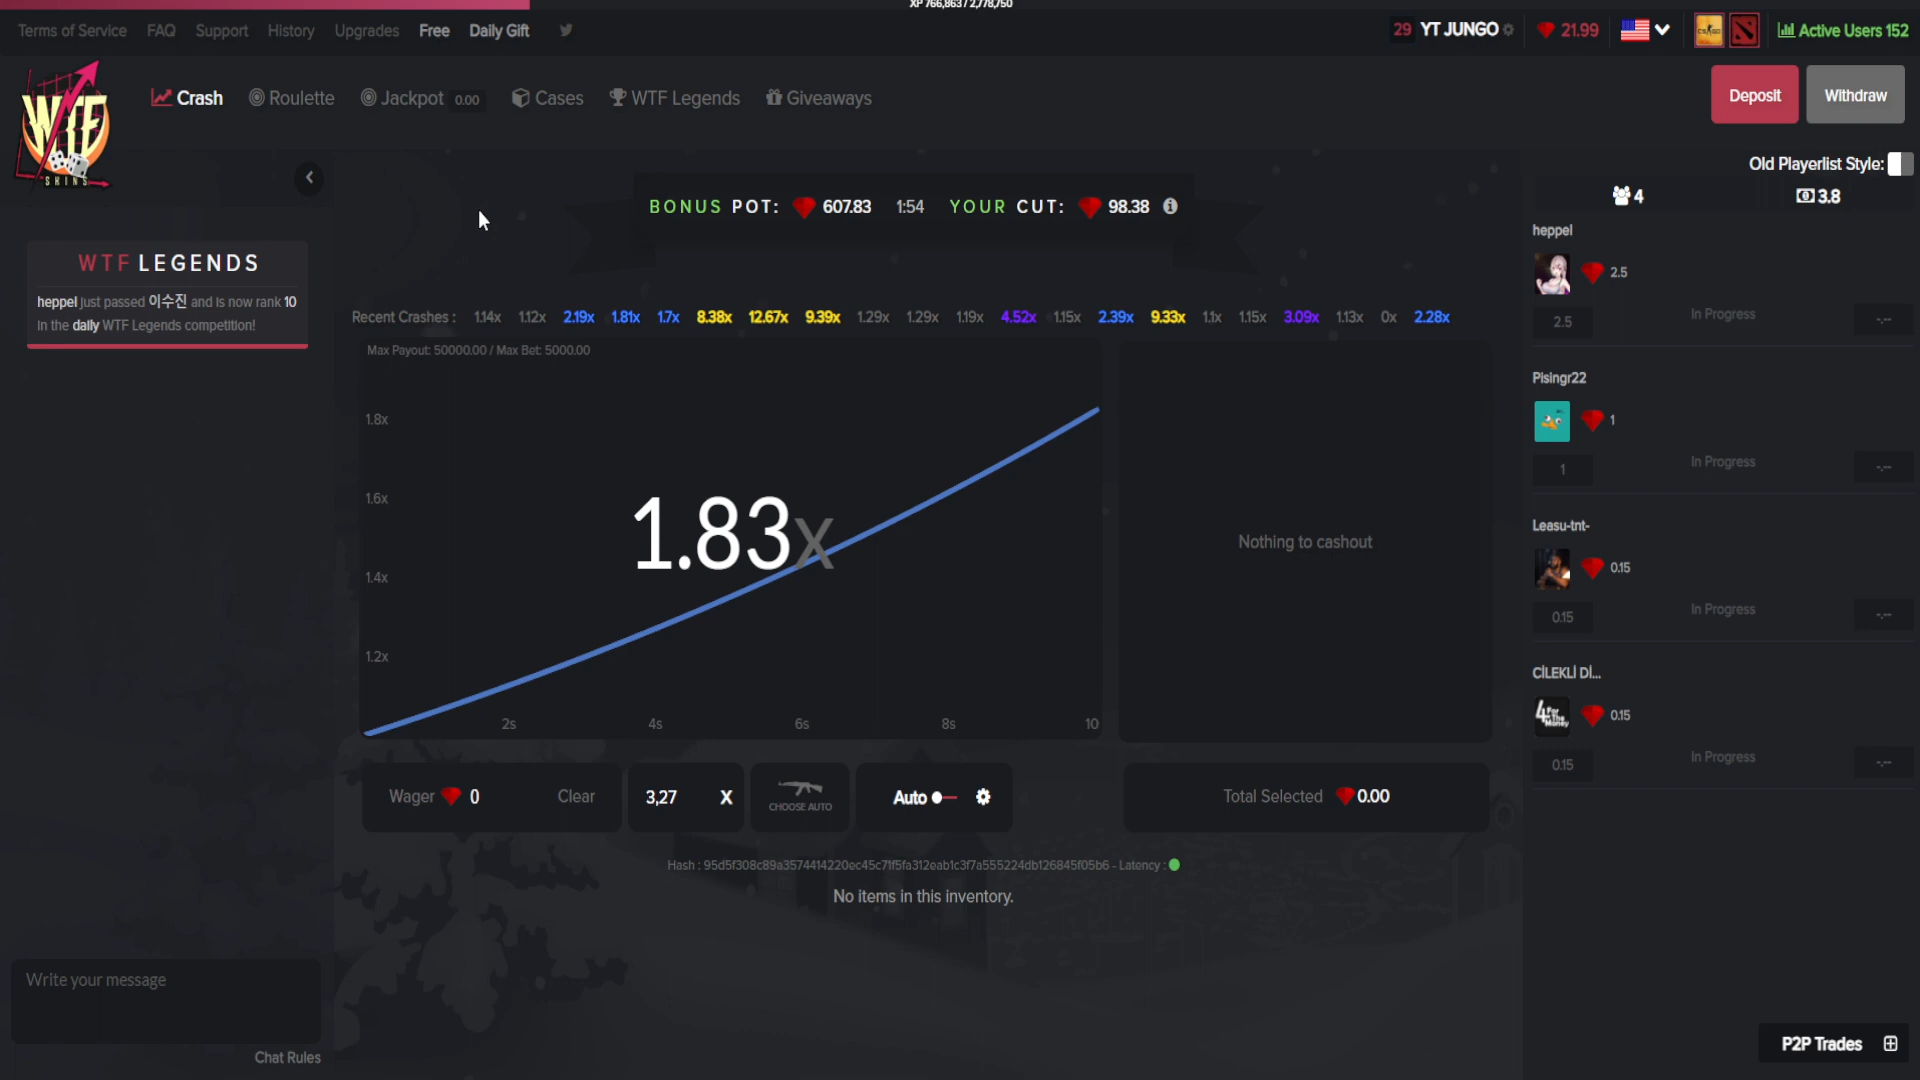 XP 766,863 / 2,778,750
Terms of Service FAQ Support History Upgrades Free Daily Gift
29 YT JUNGO 21.99 Active Users 152
WTF
SKINS
Crash Roulette Jackpot 0.00 Cases WTF Legends Giveaways
Deposit Withdraw
Old Playerlist Style:
4 3.8
BONUS POT: 607.83 1:54 YOUR CUT: 98.38
WTF LEGENDS
heppel just passed 이수진 and is now rank 10
in the daily WTF Legends competition!
Recent Crashes : 1.14x 1.12x 2.19x 1.81x 1.7x 8.38x 12.67x 9.39x 1.29x 1.29x 1.19x 4.52x 1.15x 2.39x 9.33x 1.1x 1.15x 3.09x 1.13x 0x 2.28x
Max Payout: 50000.00 / Max Bet: 5000.00
1.8x
1.6x
1.4x
1.2x
1.83x
2s 4s 6s 8s 10
Nothing to cashout
heppel
2.5
2.5 In Progress -.--
Pisingr22
1
1 In Progress -.--
Leasu-tnt-
0.15
0.15 In Progress -.--
CİLEKLİ Dİ...
4 For The Money
0.15
0.15 In Progress -.--
Wager 0 Clear
3,27 X
CHOOSE AUTO
Auto
Total Selected 0.00
Hash : 95d5f308c89a3574414220ec45c71f5fa312eab1c3f7a555224db126845f05b6 - Latency :
No items in this inventory.
Write your message
Chat Rules
P2P Trades